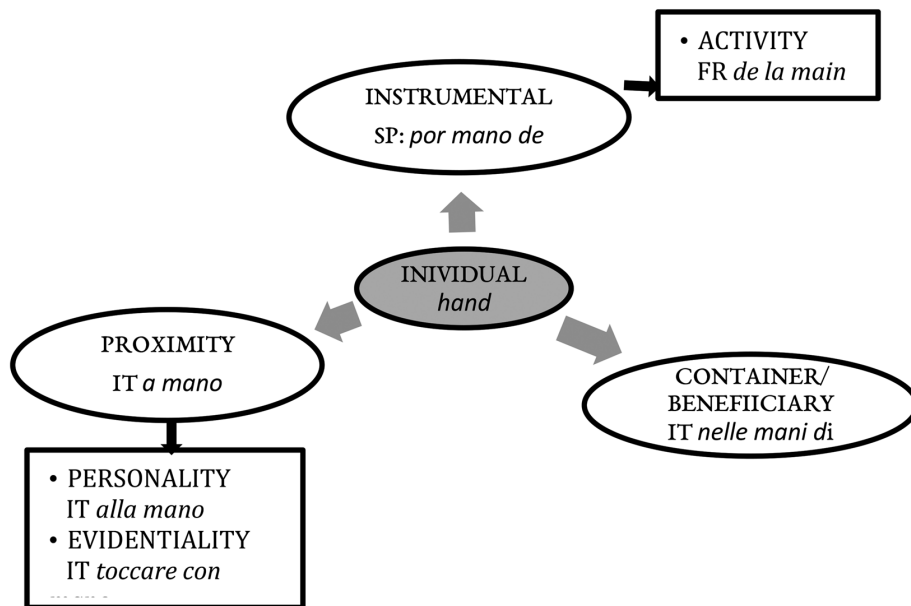 • ACTIVITY
FR de la main
INSTRUMENTAL
SP: por mano de
INIVIDUAL
hand
PROXIMITY
IT a mano
CONTAINER/
BENEFIICIARY
IT nelle mani di
• PERSONALITY
IT alla mano
• EVIDENTIALITY
IT toccare con